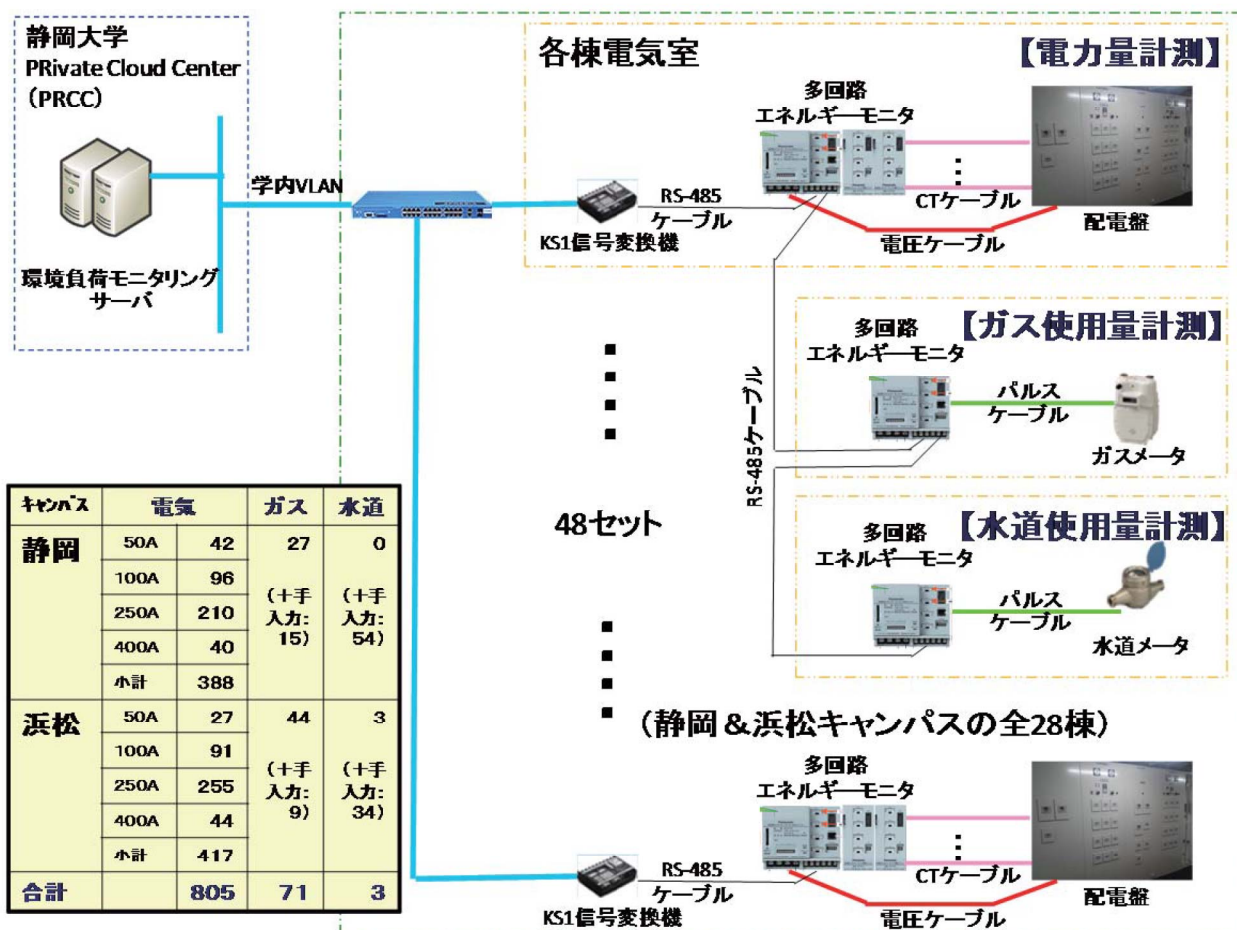 静岡大学
PRivate Cloud Center
(PRCC)
環境負荷モニタリング
サーバ
学内VLAN
各棟電気室
【電力量計測】
多回路
エネルギーモニタ
KS1信号変換機
RS-485
ケーブル
CTケーブル
電圧ケーブル
配電盤
【ガス使用量計測】
多回路
エネルギーモニタ
パルス
ケーブル
ガスメータ
RS-485ケーブル
【水道使用量計測】
多回路
エネルギーモニタ
パルス
ケーブル
水道メータ
48セット
(静岡&浜松キャンパスの全28棟)
多回路
エネルギーモニタ
KS1信号変換機
RS-485
ケーブル
CTケーブル
電圧ケーブル
配電盤
キャンパス 電気 ガス 水道
静岡 50A 42 27 0
100A 96
250A 210
400A 40
小計 388
(+手
入力:
15)
(+手
入力:
54)
浜松 50A 27 44 3
100A 91
250A 255
400A 44
小計 417
(+手
入力:
9)
(+手
入力:
34)
合計 805 71 3